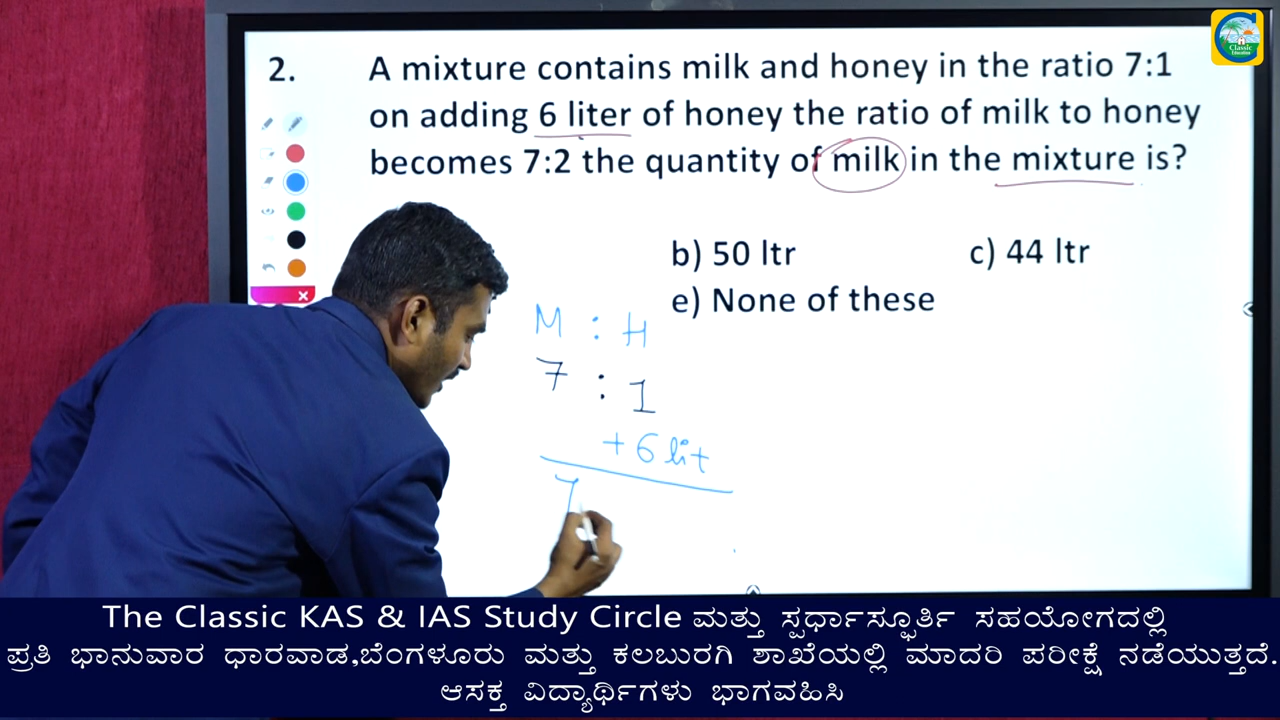 Classic
Education
2. A mixture contains milk and honey in the ratio 7:1
on adding 6 liter of honey the ratio of milk to honey
becomes 7:2 the quantity of milk in the mixture is?
b) 50 ltr c) 44 ltr
e) None of these
M : H
7 : 1
+ 6 lit
7
The Classic KAS & IAS Study Circle ಮತ್ತು ಸ್ಪರ್ಧಾಸ್ಫೂರ್ತಿ ಸಹಯೋಗದಲ್ಲಿ
ಪ್ರತಿ ಭಾನುವಾರ ಧಾರವಾಡ,ಬೆಂಗಳೂರು ಮತ್ತು ಕಲಬುರಗಿ ಶಾಖೆಯಲ್ಲಿ ಮಾದರಿ ಪರೀಕ್ಷೆ ನಡೆಯುತ್ತದೆ.
ಆಸಕ್ತ ವಿದ್ಯಾರ್ಥಿಗಳು ಭಾಗವಹಿಸಿ